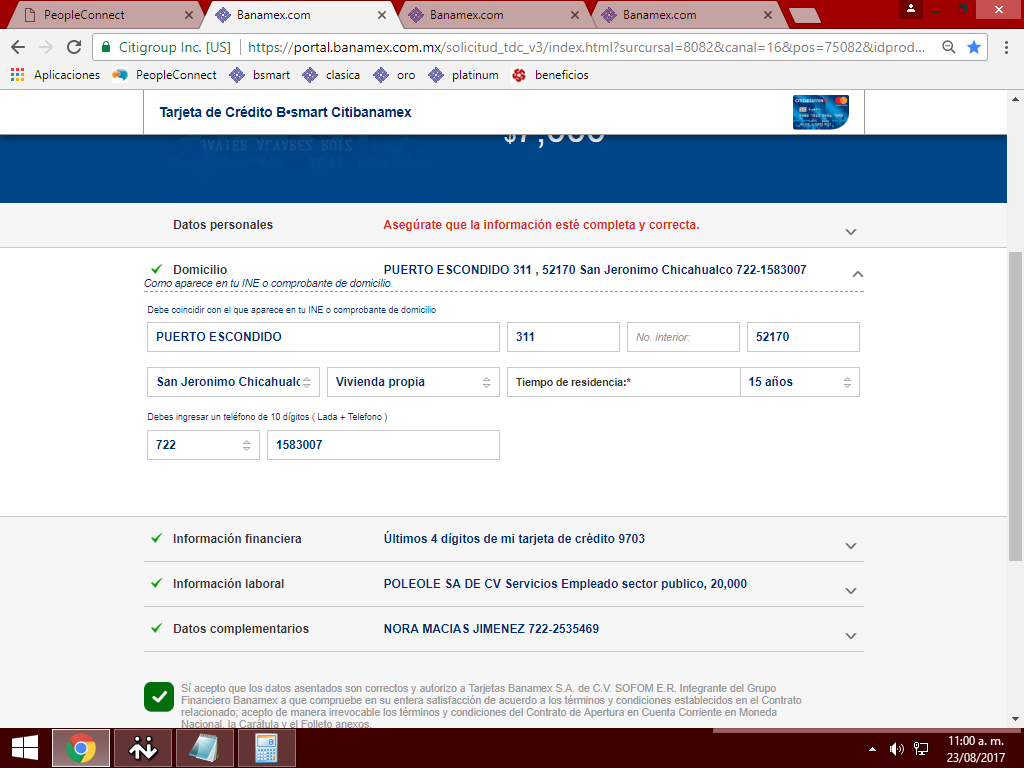 PeopleConnect
Banamex.com
Banamex.com
Banamex.com
Citigroup Inc. [US] https://portal.banamex.com.mx/solicitud_tdc_v3/index.html?sursursal=8082&canal=16&pos=75082&idprod...
Aplicaciones PeopleConnect bsmart clasica oro platinum beneficios
Tarjeta de Crédito B•smart Citibanamex
JAVIER ALVAREZ RUIZ
Datos personales Asegúrate que la información esté completa y correcta.
Domicilio PUERTO ESCONDIDO 311 , 52170 San Jeronimo Chicahualco 722-1583007
Como aparece en tu INE o comprobante de domicilio.
Debe coincidir con el que aparece en tu INE o comprobante de domicilio
PUERTO ESCONDIDO 311 No. interior: 52170
San Jeronimo Chicahualc Vivienda propia Tiempo de residencia:* 15 años
Debes ingresar un teléfono de 10 dígitos ( Lada + Telefono )
722 1583007
Información financiera Últimos 4 dígitos de mi tarjeta de crédito 9703
Información laboral POLEOLE SA DE CV Servicios Empleado sector publico, 20,000
Datos complementarios NORA MACIAS JIMENEZ 722-2535469
Sí acepto que los datos asentados son correctos y autorizo a Tarjetas Banamex S.A. de C.V. SOFOM E.R. Integrante del Grupo
Financiero Banamex a que compruebe en su entera satisfacción de acuerdo a los términos y condiciones establecidos en el Contrato
relacionado; acepto de manera irrevocable los términos y condiciones del Contrato de Apertura en Cuenta Corriente en Moneda
Nacional, la Carátula y el Folleto anexos.
11:00 a. m.
23/08/2017